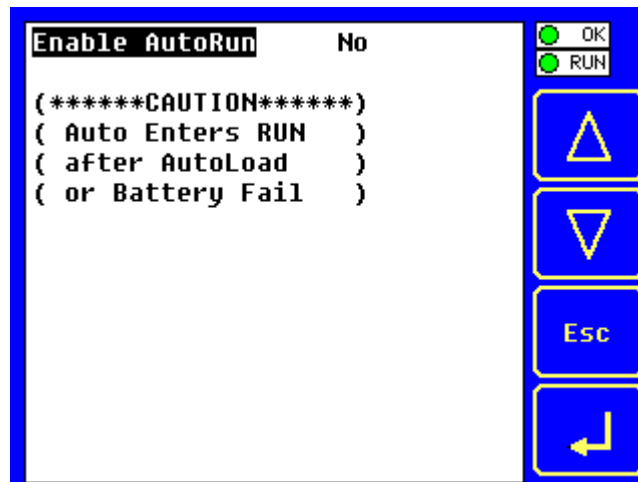 Enable AutoRun No
(******CAUTION******)
( Auto Enters RUN )
( after AutoLoad )
( or Battery Fail )
OK
RUN
Esc